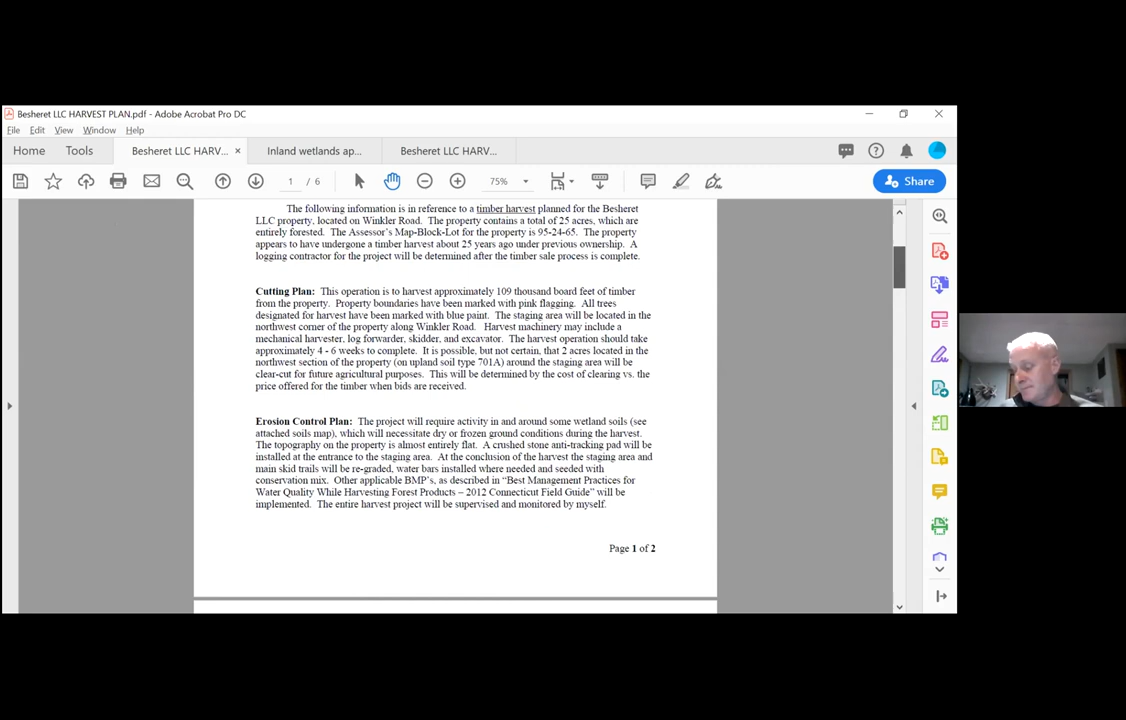 Besheret LLC HARVEST PLAN.pdf - Adobe Acrobat Pro DC
File Edit View Window Help
Home Tools Besheret LLC HARV... × Inland wetlands ap... Besheret LLC HARV...
1 / 6 75% Share
The following information is in reference to a timber harvest planned for the Besheret
LLC property, located on Winkler Road. The property contains a total of 25 acres, which are
entirely forested. The Assessor's Map-Block-Lot for the property is 95-24-65. The property
appears to have undergone a timber harvest about 25 years ago under previous ownership. A
logging contractor for the project will be determined after the timber sale process is complete.
Cutting Plan: This operation is to harvest approximately 109 thousand board feet of timber
from the property. Property boundaries have been marked with pink flagging. All trees
designated for harvest have been marked with blue paint. The staging area will be located in the
northwest corner of the property along Winkler Road. Harvest machinery may include a
mechanical harvester, log forwarder, skidder, and excavator. The harvest operation should take
approximately 4 - 6 weeks to complete. It is possible, but not certain, that 2 acres located in the
northwest section of the property (on upland soil type 701A) around the staging area will be
clear-cut for future agricultural purposes. This will be determined by the cost of clearing vs. the
price offered for the timber when bids are received.
Erosion Control Plan: The project will require activity in and around some wetland soils (see
attached soils map), which will necessitate dry or frozen ground conditions during the harvest.
The topography on the property is almost entirely flat. A crushed stone anti-tracking pad will be
installed at the entrance to the staging area. At the conclusion of the harvest the staging area and
main skid trails will be re-graded, water bars installed where needed and seeded with
conservation mix. Other applicable BMP's, as described in "Best Management Practices for
Water Quality While Harvesting Forest Products – 2012 Connecticut Field Guide" will be
implemented. The entire harvest project will be supervised and monitored by myself.
Page 1 of 2